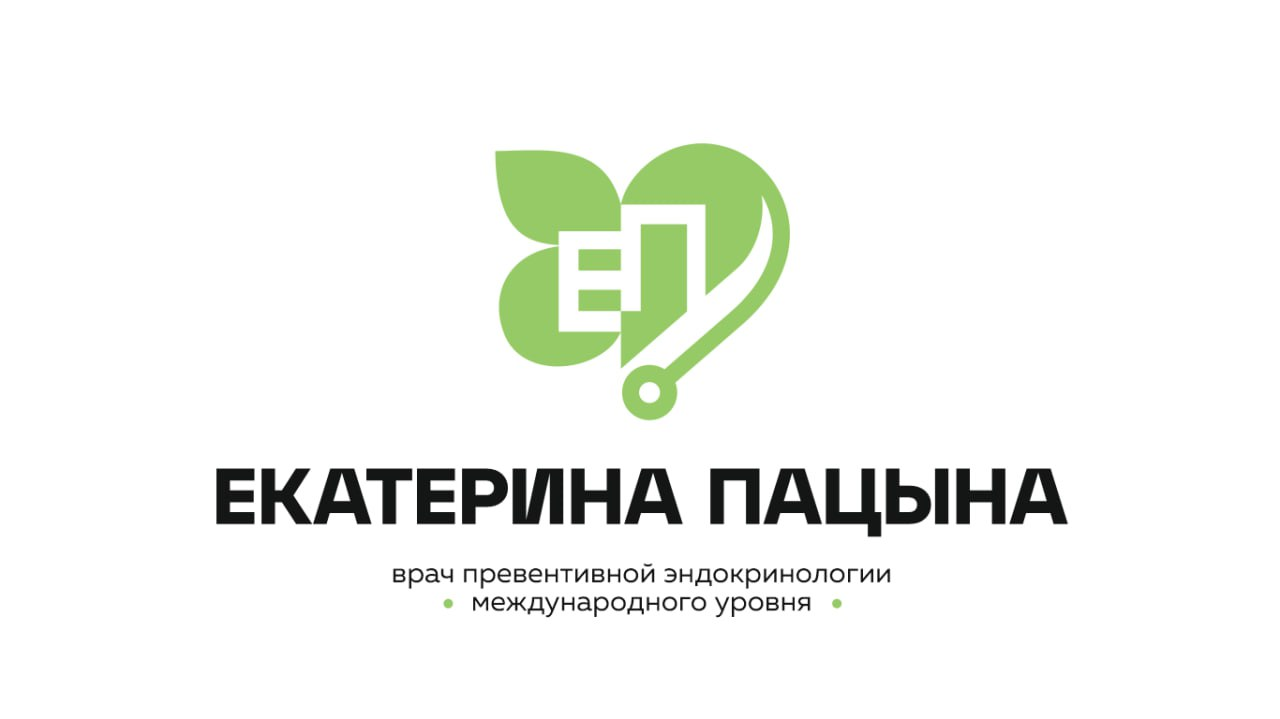 ЕП
ЕКАТЕРИНА ПАЦЫНА
врач превентивной эндокринологии
• международного уровня •